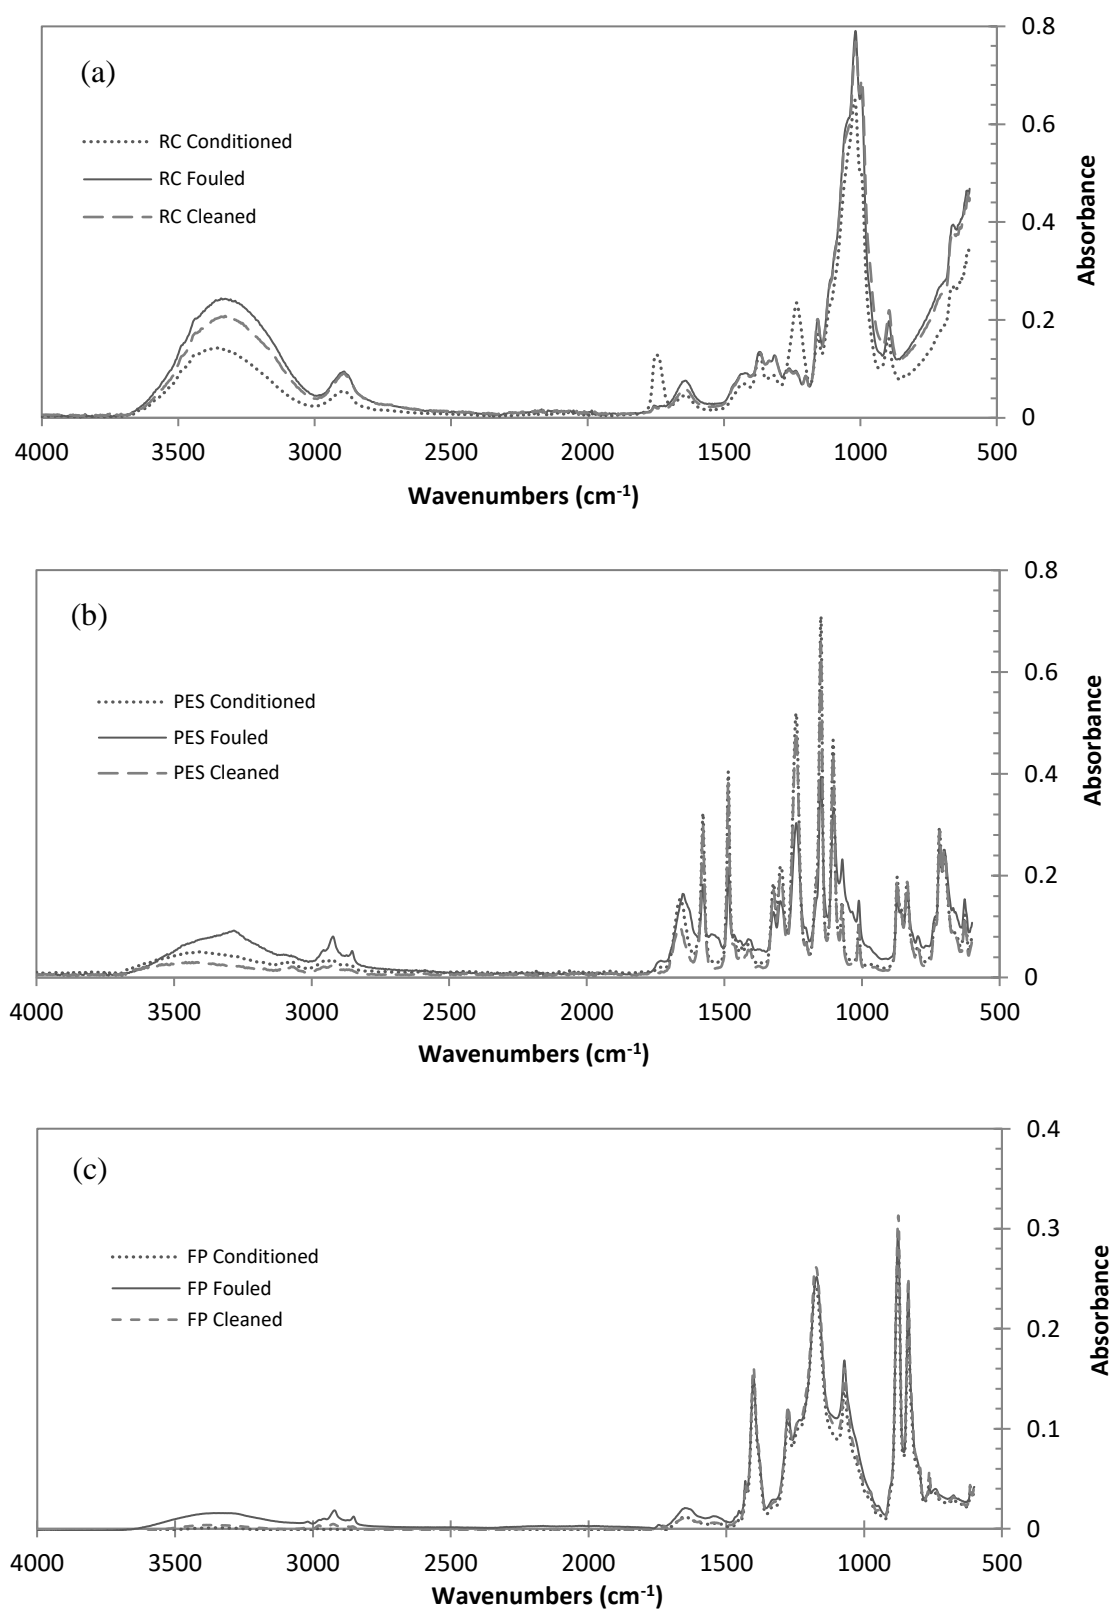 (a)
RC Conditioned
RC Fouled
RC Cleaned
0.8
0.6
0.4
0.2
0
Absorbance
4000 3500 3000 2500 2000 1500 1000 500
Wavenumbers (cm-1)
(b)
PES Conditioned
PES Fouled
PES Cleaned
0.8
0.6
0.4
0.2
0
Absorbance
4000 3500 3000 2500 2000 1500 1000 500
Wavenumbers (cm-1)
(c)
FP Conditioned
FP Fouled
FP Cleaned
0.4
0.3
0.2
0.1
0
Absorbance
4000 3500 3000 2500 2000 1500 1000 500
Wavenumbers (cm-1)